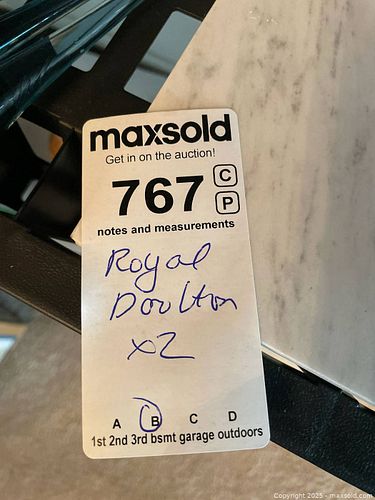 maxsold
Get in on the auction!
767 C
P
notes and measurements
Royal
Doulton
x2
A B C D
1st 2nd 3rd bsmt garage outdoors
Copyright 2025 - maxsold.com